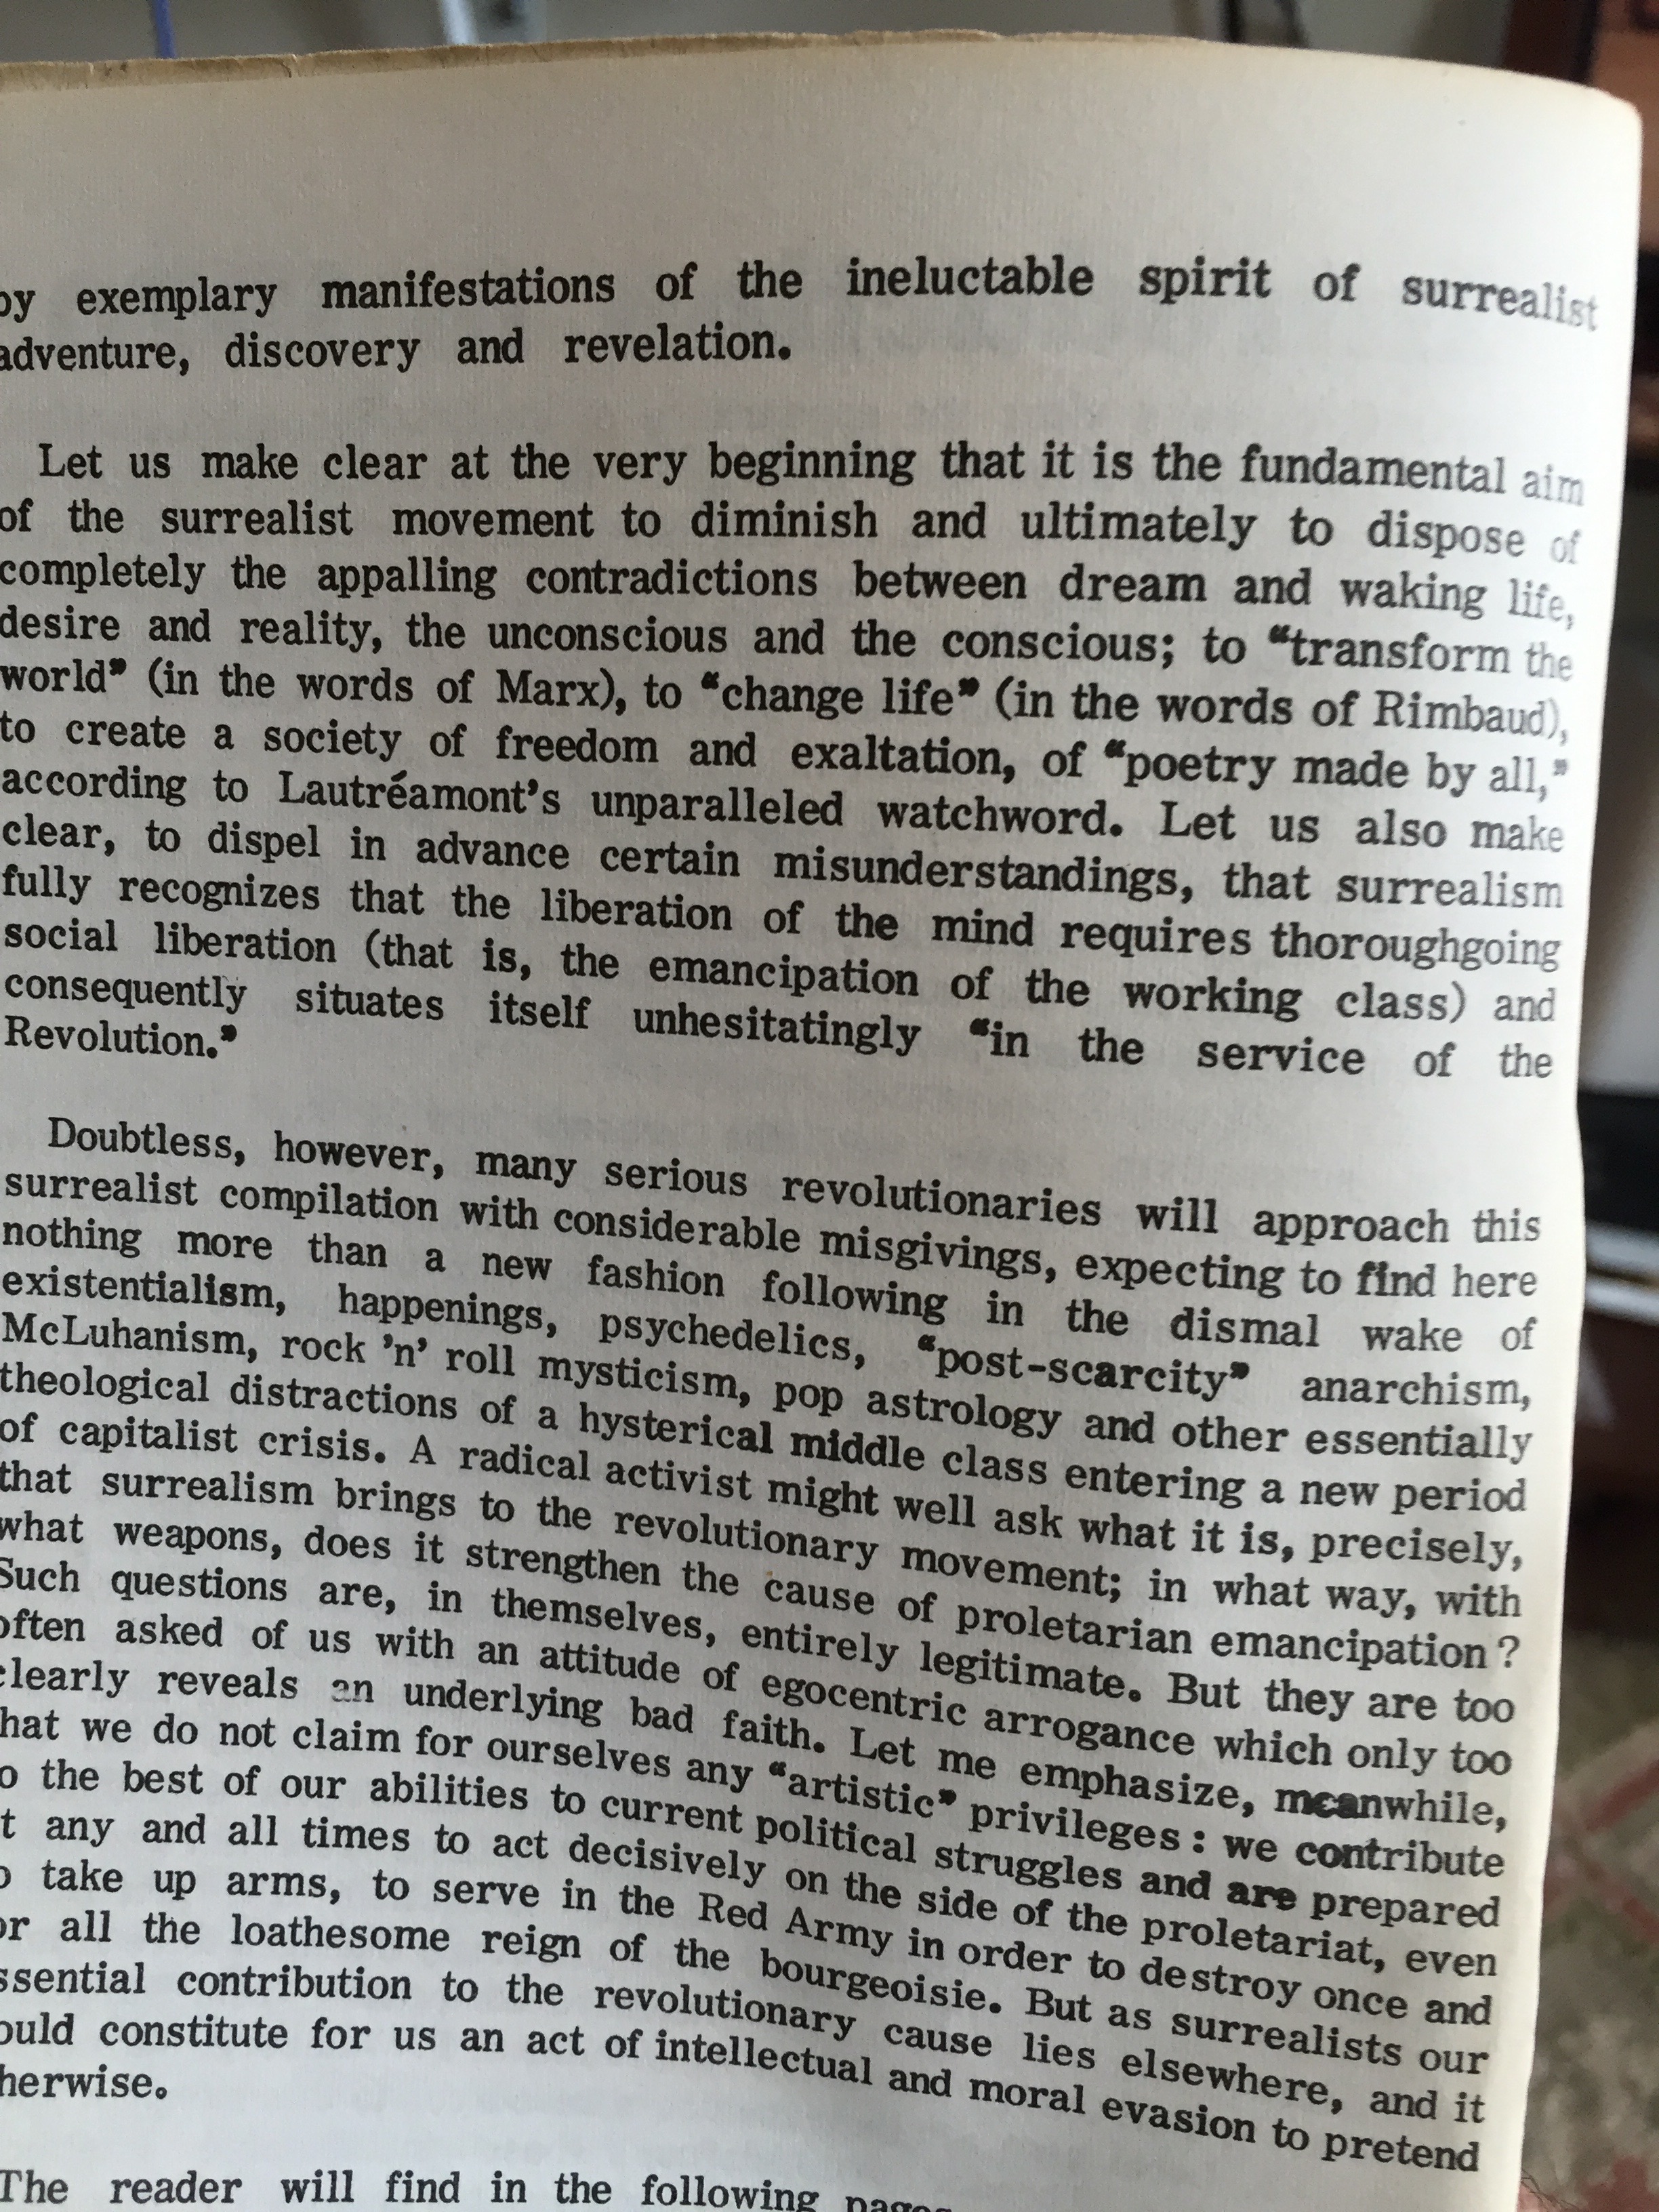 by exemplary manifestations of the ineluctable spirit of surrealist
adventure, discovery and revelation.
Let us make clear at the very beginning that it is the fundamental aim
of the surrealist movement to diminish and ultimately to dispose of
completely the appalling contradictions between dream and waking life,
desire and reality, the unconscious and the conscious; to “transform the
world” (in the words of Marx), to “change life” (in the words of Rimbaud),
to create a society of freedom and exaltation, of “poetry made by all,”
according to Lautréamont's unparalleled watchword. Let us also make
clear, to dispel in advance certain misunderstandings, that surrealism
fully recognizes that the liberation of the mind requires thoroughgoing
social liberation (that is, the emancipation of the working class) and
consequently situates itself unhesitatingly “in the service of the
Revolution.”
Doubtless, however, many serious revolutionaries will approach this
surrealist compilation with considerable misgivings, expecting to find here
nothing more than a new fashion following in the dismal wake of
existentialism, happenings, psychedelics, “post-scarcity” anarchism,
McLuhanism, rock 'n' roll mysticism, pop astrology and other essentially
theological distractions of a hysterical middle class entering a new period
of capitalist crisis. A radical activist might well ask what it is, precisely,
that surrealism brings to the revolutionary movement; in what way, with
what weapons, does it strengthen the cause of proletarian emancipation?
Such questions are, in themselves, entirely legitimate. But they are too
often asked of us with an attitude of egocentric arrogance which only too
clearly reveals an underlying bad faith. Let me emphasize, meanwhile,
hat we do not claim for ourselves any “artistic” privileges: we contribute
o the best of our abilities to current political struggles and are prepared
t any and all times to act decisively on the side of the proletariat, even
o take up arms, to serve in the Red Army in order to destroy once and
or all the loathesome reign of the bourgeoisie. But as surrealists our
ssential contribution to the revolutionary cause lies elsewhere, and it
ould constitute for us an act of intellectual and moral evasion to pretend
herwise.
The reader will find in the following pages